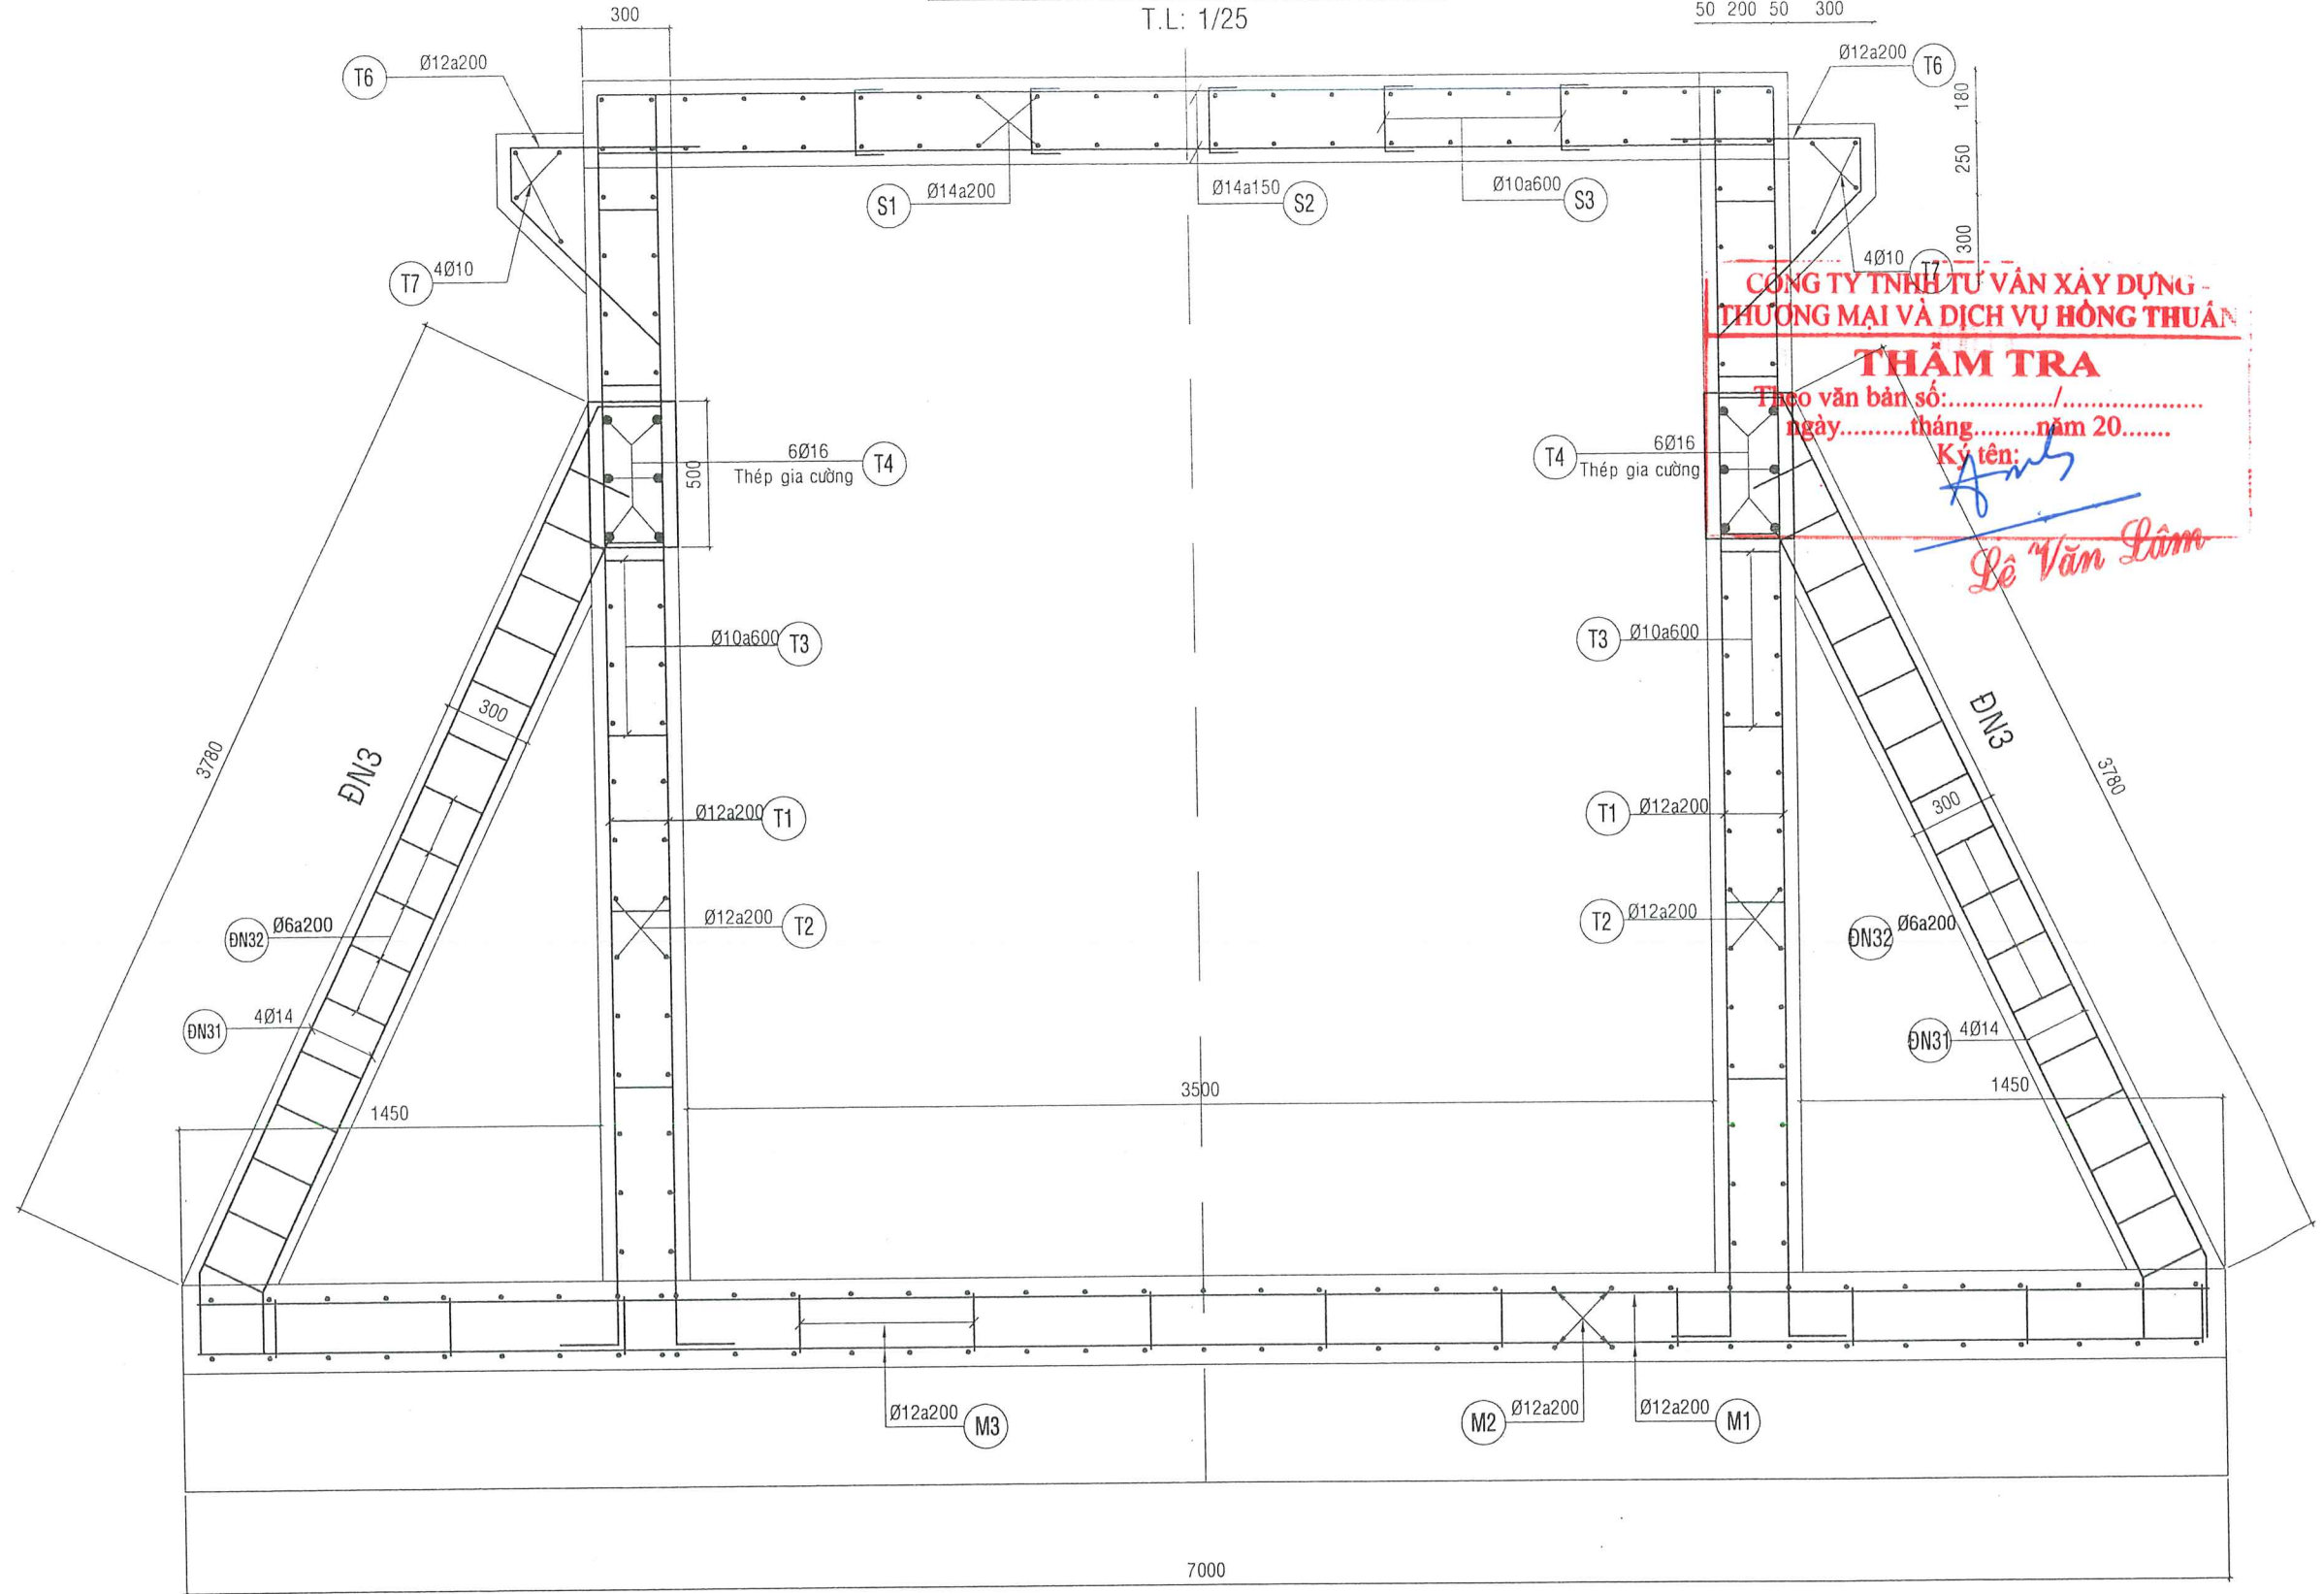 T.L: 1/25
300
50 200 50 300
T6 Ø12a200
Ø12a200 T6
180
250
300
S1 Ø14a200
Ø14a150 S2
Ø10a600 S3
T7 4Ø10
4Ø10 T7
CÔNG TY TNHH TƯ VẤN XÂY DỰNG -
THƯƠNG MẠI VÀ DỊCH VỤ HỒNG THUẤN
THẨM TRA
Theo văn bản số:.............../....................
ngày.........tháng.........năm 20.......
Ký tên:
Lê Văn Lâm
6Ø16 T4
Thép gia cường
500
T4 6Ø16
Thép gia cường
Ø10a600 T3
T3 Ø10a600
300
ĐN3
3780
ĐN3
3780
300
Ø12a200 T1
T1 Ø12a200
Ø12a200 T2
T2 Ø12a200
ĐN32 Ø6a200
ĐN32 Ø6a200
ĐN31 4Ø14
ĐN31 4Ø14
1450
3500
1450
Ø12a200 M3
M2 Ø12a200
Ø12a200 M1
7000